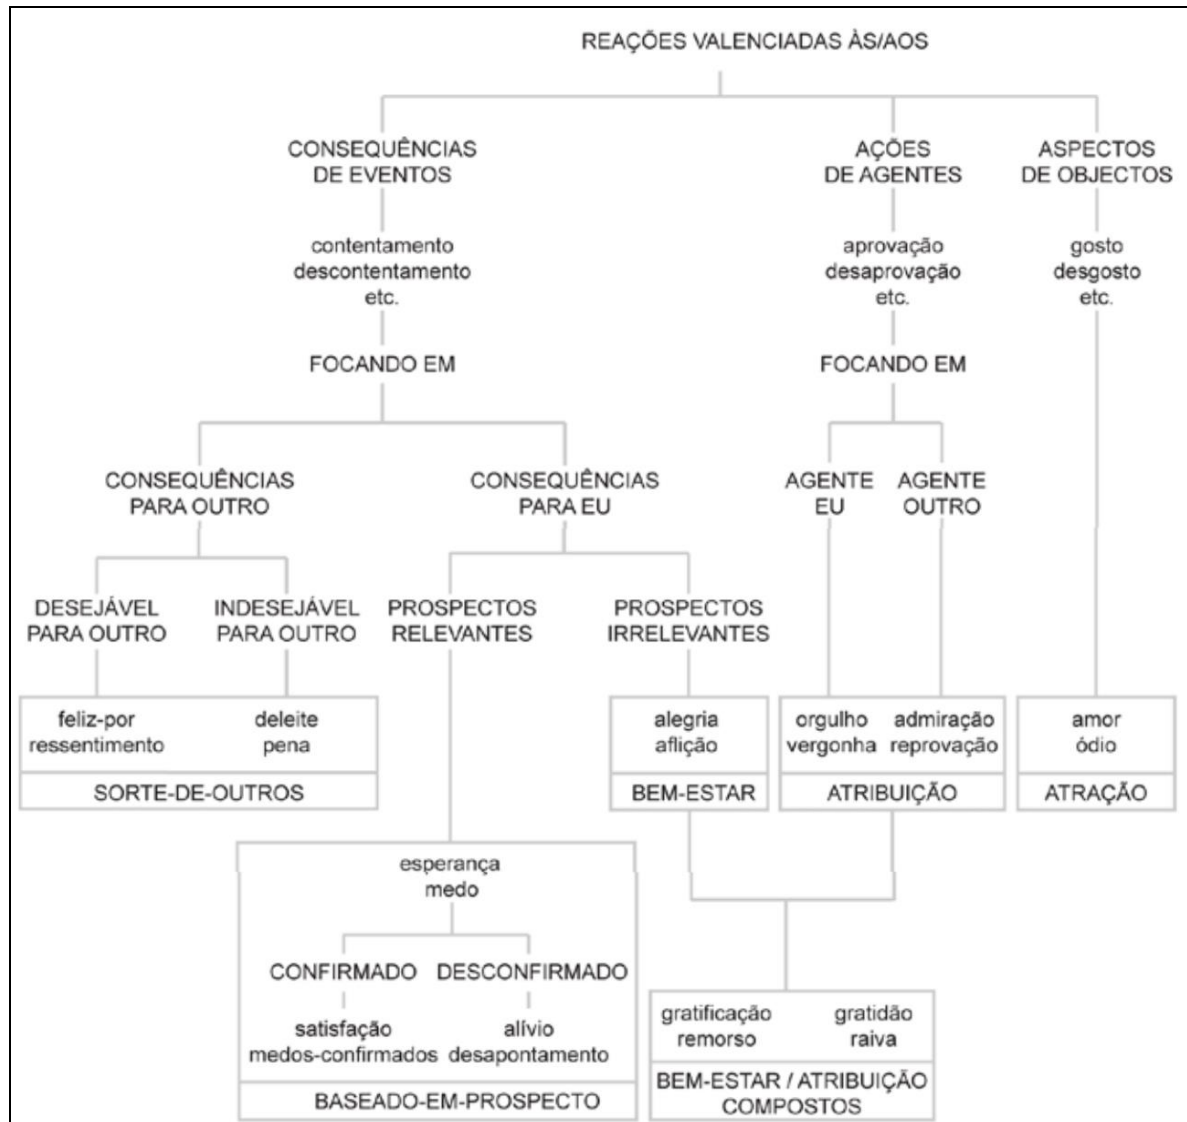 REAÇÕES VALENCIADAS ÀS/AOS
CONSEQUÊNCIAS
DE EVENTOS
AÇÕES
DE AGENTES
ASPECTOS
DE OBJECTOS
contentamento
descontentamento
etc.
aprovação
desaprovação
etc.
gosto
desgosto
etc.
FOCANDO EM
FOCANDO EM
CONSEQUÊNCIAS
PARA OUTRO
CONSEQUÊNCIAS
PARA EU
AGENTE
EU
AGENTE
OUTRO
DESEJÁVEL
PARA OUTRO
INDESEJÁVEL
PARA OUTRO
PROSPECTOS
RELEVANTES
PROSPECTOS
IRRELEVANTES
feliz-por
ressentimento
deleite
pena
SORTE-DE-OUTROS
alegria
aflição
BEM-ESTAR
orgulho
vergonha
admiração
reprovação
ATRIBUIÇÃO
amor
ódio
ATRAÇÃO
esperança
medo
CONFIRMADO
DESCONFIRMADO
satisfação
medos-confirmados
alívio
desapontamento
BASEADO-EM-PROSPECTO
gratificação
remorso
gratidão
raiva
BEM-ESTAR / ATRIBUIÇÃO
COMPOSTOS